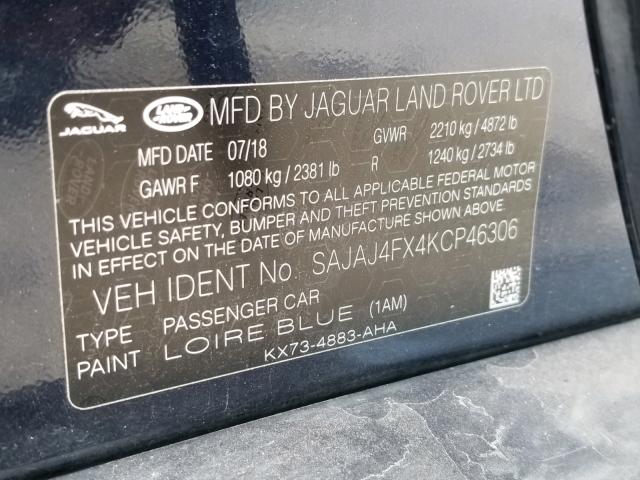 JAGUAR LAND ROVER MFD BY JAGUAR LAND ROVER LTD
MFD DATE 07/18 GVWR 2210 kg / 4872 lb
GAWR F 1080 kg / 2381 lb R 1240 kg / 2734 lb
THIS VEHICLE CONFORMS TO ALL APPLICABLE FEDERAL MOTOR
VEHICLE SAFETY, BUMPER AND THEFT PREVENTION STANDARDS
IN EFFECT ON THE DATE OF MANUFACTURE SHOWN ABOVE.
VEH IDENT No. SAJAJ4FX4KCP46306
TYPE PASSENGER CAR
PAINT LOIRE BLUE (1AM)
KX73-4883-AHA